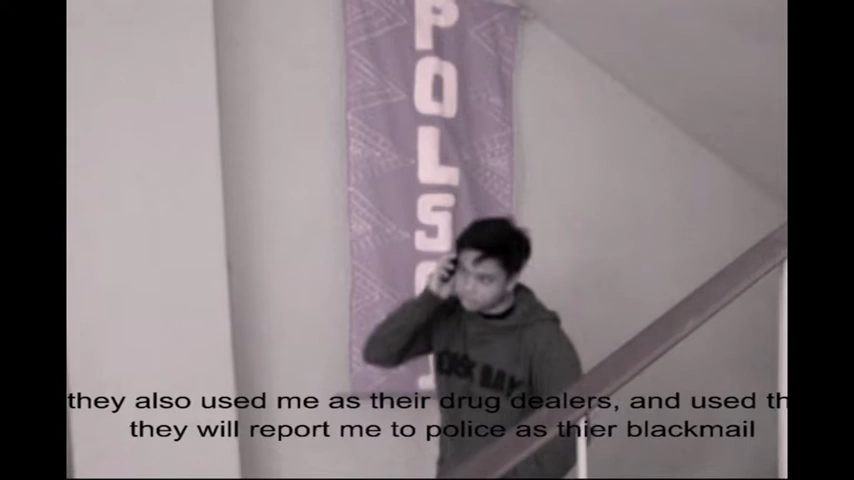 POLS
they also used me as their drug dealers, and used th
they will report me to police as thier blackmail